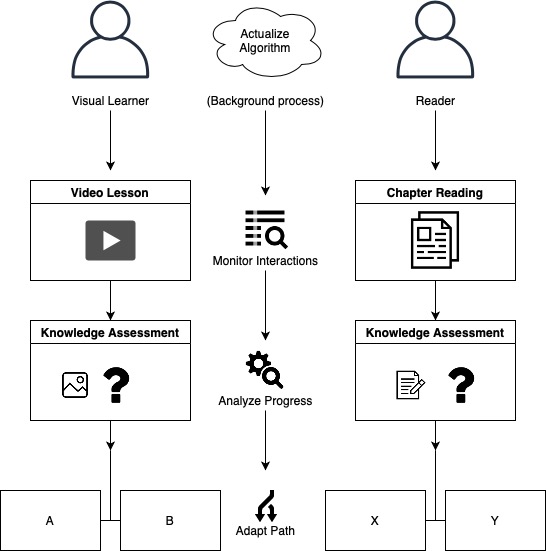 Actualize
Algorithm
Visual Learner
(Background process)
Reader
Video Lesson
Chapter Reading
Monitor Interactions
Knowledge Assessment
Knowledge Assessment
?
?
Analyze Progress
A
B
X
Y
Adapt Path